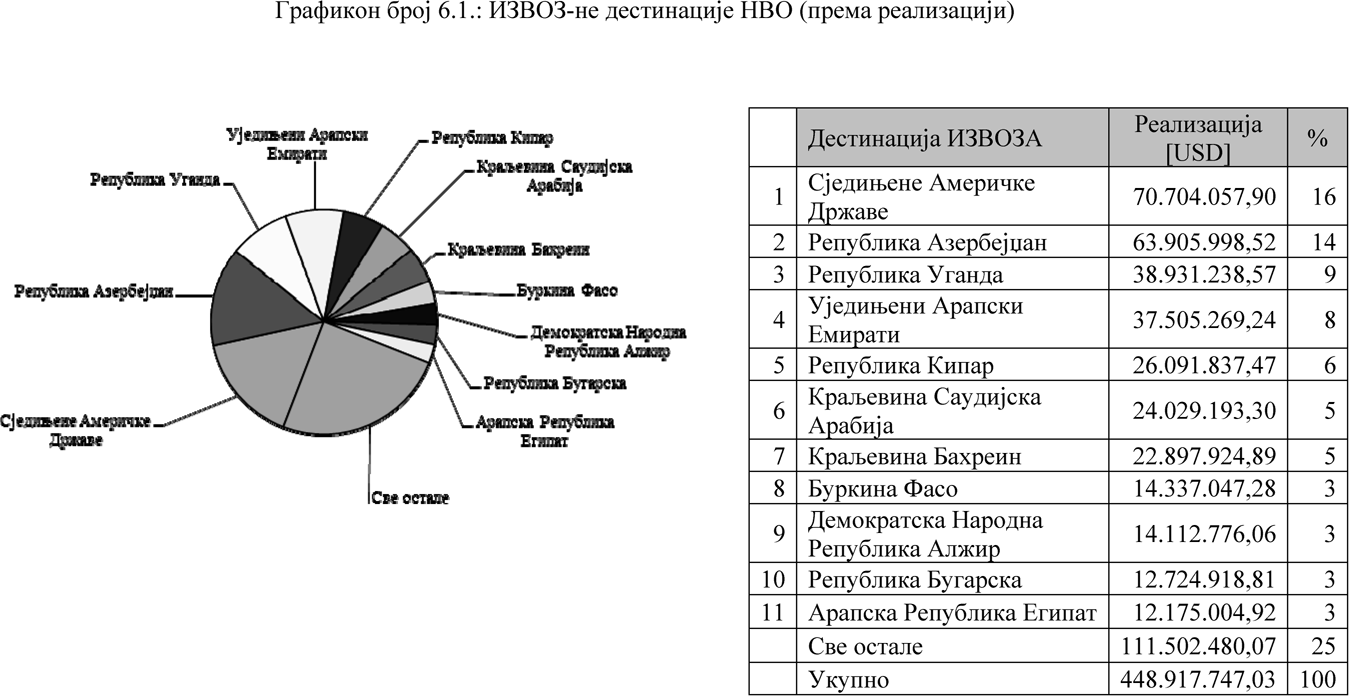 Графикон број 6.1.: ИЗВОЗ-не дестинације НВО (према реализацији)
Уједињени Арапски
Емирати
Република Кипар
Краљевина Саудијска
Арабија
Република Уганда
Краљевина Бахреин
Република Азербејџан
Буркина Фасо
Демократска Народна
Република Алжир
Република Бугарска
Сједињене Америчке
Државе
Арапска Република
Египат
Све остале
Дестинација ИЗВОЗА Реализација [USD] %
1 Сједињене Америчке Државе 70.704.057,90 16
2 Република Азербејџан 63.905.998,52 14
3 Република Уганда 38.931.238,57 9
4 Уједињени Арапски Емирати 37.505.269,24 8
5 Република Кипар 26.091.837,47 6
6 Краљевина Саудијска Арабија 24.029.193,30 5
7 Краљевина Бахреин 22.897.924,89 5
8 Буркина Фасо 14.337.047,28 3
9 Демократска Народна Република Алжир 14.112.776,06 3
10 Република Бугарска 12.724.918,81 3
11 Арапска Република Египат 12.175.004,92 3
Све остале 111.502.480,07 25
Укупно 448.917.747,03 100